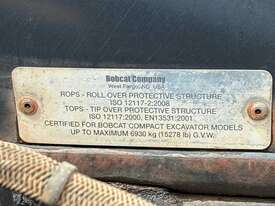 Bobcat Company
West Fargo, ND, USA
ROPS - ROLL OVER PROTECTIVE STRUCTURE
ISO 12117-2:2008
TOPS - TIP OVER PROTECTIVE STRUCTURE
ISO 12117:2000, EN13531:2001
CERTIFIED FOR BOBCAT COMPACT EXCAVATOR MODELS
UP TO MAXIMUM 6930 kg (15278 lb) G.V.W.